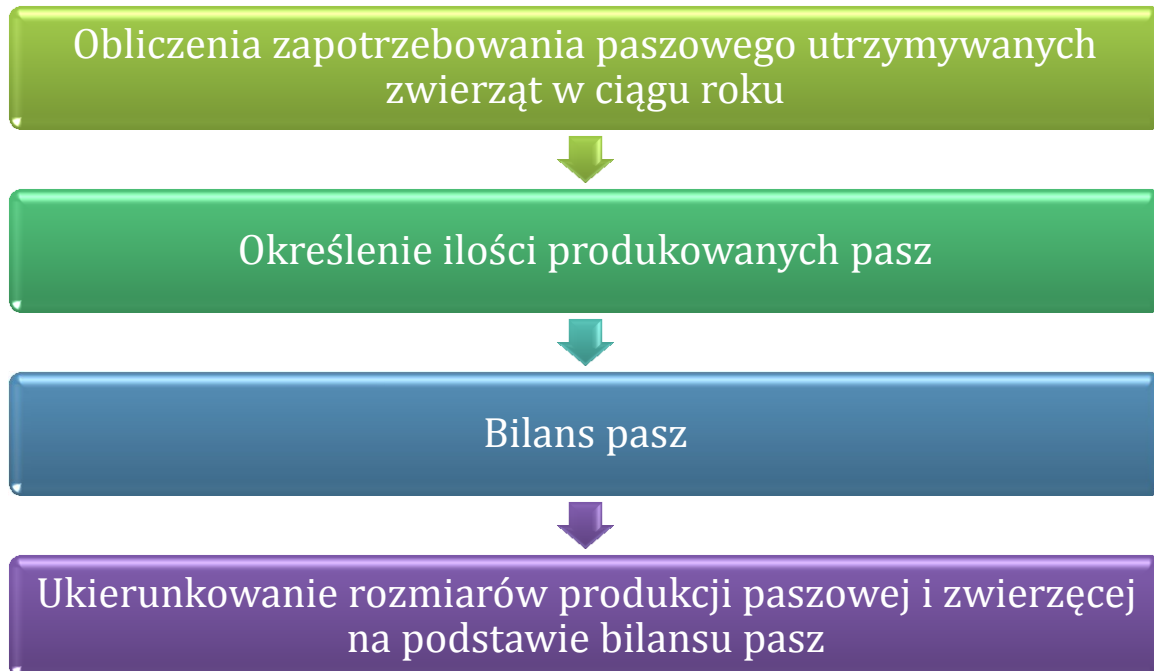 Obliczenia zapotrzebowania paszowego utrzymywanych
zwierząt w ciągu roku
Określenie ilości produkowanych pasz
Bilans pasz
Ukierunkowanie rozmiarów produkcji paszowej i zwierzęcej
na podstawie bilansu pasz